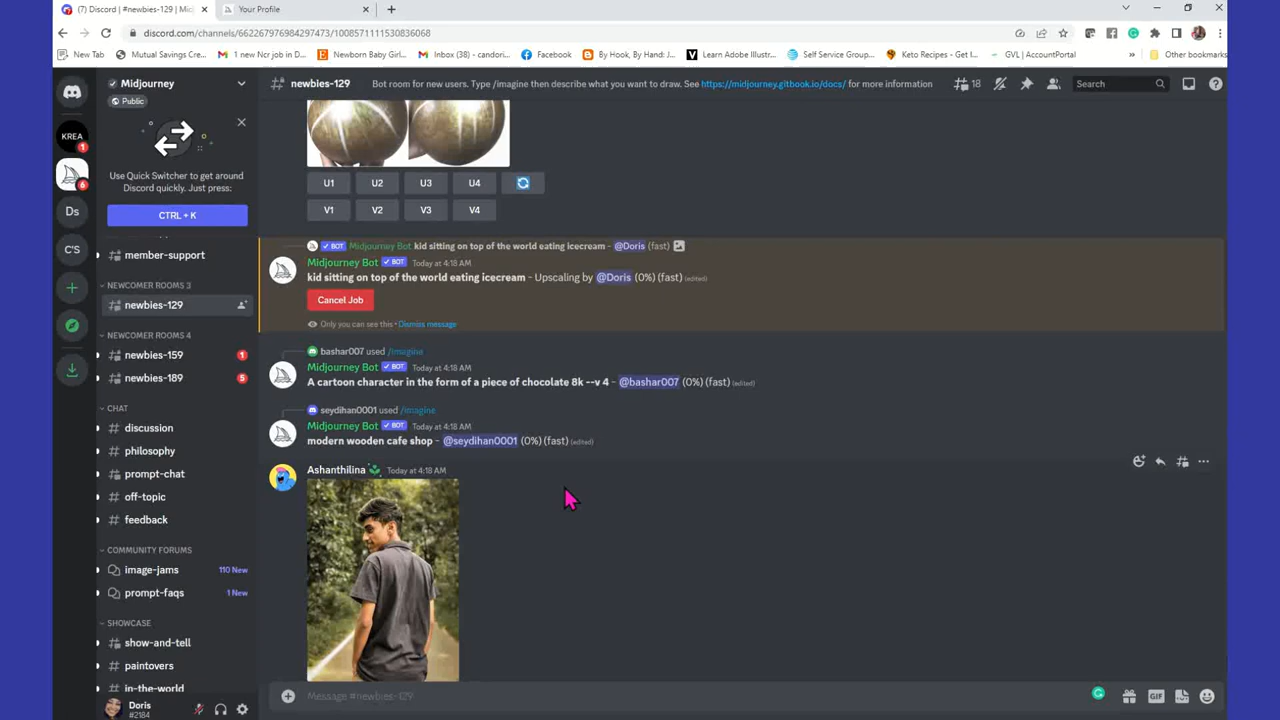 (7) Discord | #newbies-129 | Mid
Your Profile
discord.com/channels/662267976984297473/1008571111530836068
New Tab
Mutual Savings Cre...
1 new Ncr job in D...
Newborn Baby Girl...
Inbox (38) - candori...
Facebook
By Hook, By Hand: J...
Learn Adobe Illustr...
Self Service Group...
Keto Recipes - Get I...
GVL | AccountPortal
Other bookmarks
Midjourney
Public
# newbies-129
Bot room for new users. Type /imagine then describe what you want to draw. See https://midjourney.gitbook.io/docs/ for more information
18
Search
KREA
1
6
Ds
C'S
Use Quick Switcher to get around
Discord quickly. Just press:
CTRL + K
member-support
NEWCOMER ROOMS 3
newbies-129
NEWCOMER ROOMS 4
newbies-159
1
newbies-189
5
CHAT
discussion
philosophy
prompt-chat
off-topic
feedback
COMMUNITY FORUMS
image-jams
110 New
prompt-faqs
1 New
SHOWCASE
show-and-tell
paintovers
in-the-world
Doris
#2184
U1 U2 U3 U4
V1 V2 V3 V4
BOT Midjourney Bot kid sitting on top of the world eating icecream - @Doris (fast)
Midjourney Bot BOT Today at 4:18 AM
kid sitting on top of the world eating icecream - Upscaling by @Doris (0%) (fast) (edited)
Cancel Job
Only you can see this • Dismiss message
bashar007 used /imagine
Midjourney Bot BOT Today at 4:18 AM
A cartoon character in the form of a piece of chocolate 8k --v 4 - @bashar007 (0%) (fast) (edited)
seydihan0001 used /imagine
Midjourney Bot BOT Today at 4:18 AM
modern wooden cafe shop - @seydihan0001 (0%) (fast) (edited)
Ashanthilina Today at 4:18 AM
Message #newbies-129
GIF